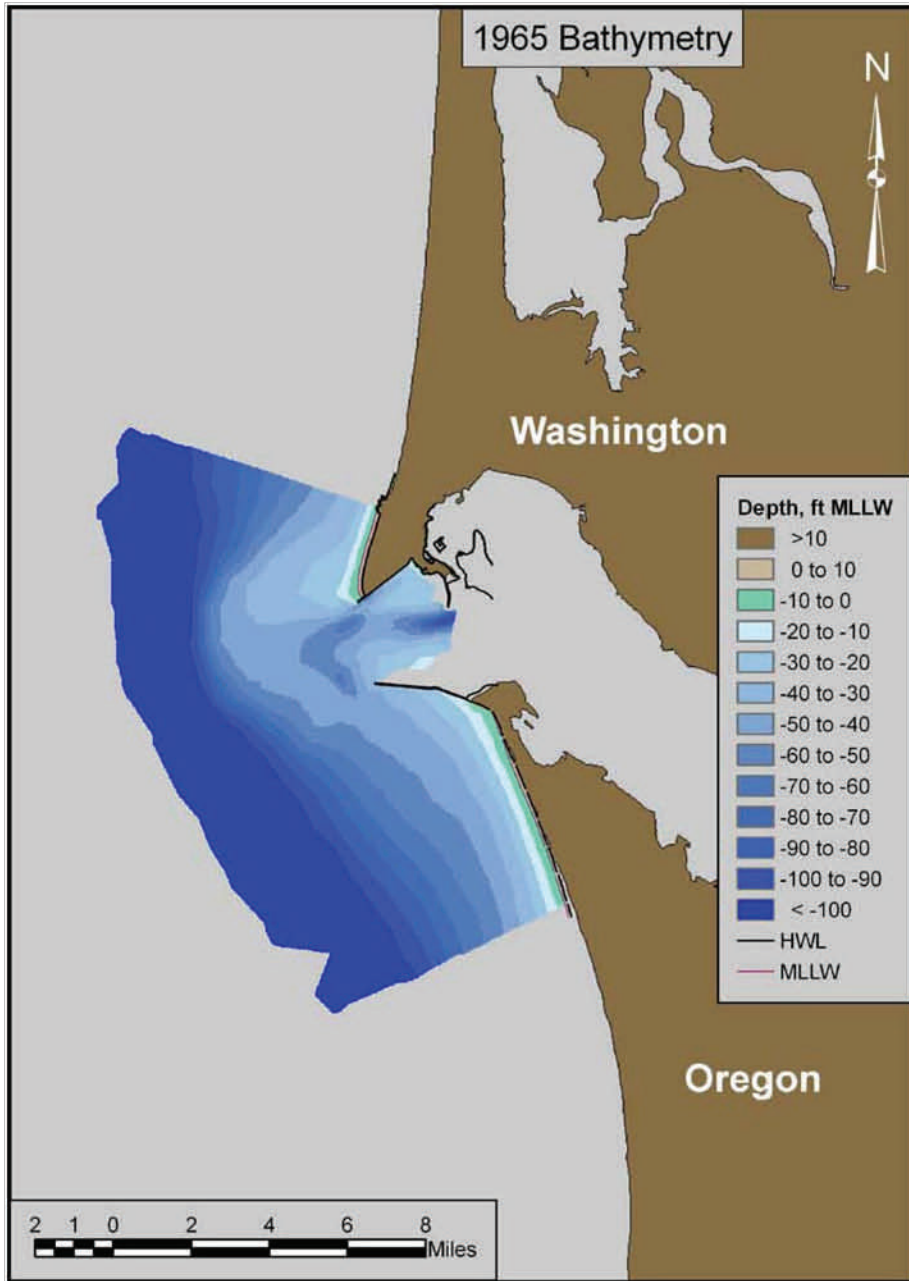 1965 Bathymetry
N
Washington
Depth, ft MLLW
>10
0 to 10
-10 to 0
-20 to -10
-30 to -20
-40 to -30
-50 to -40
-60 to -50
-70 to -60
-80 to -70
-90 to -80
-100 to -90
< -100
HWL
MLLW
Oregon
2 1 0 2 4 6 8
Miles